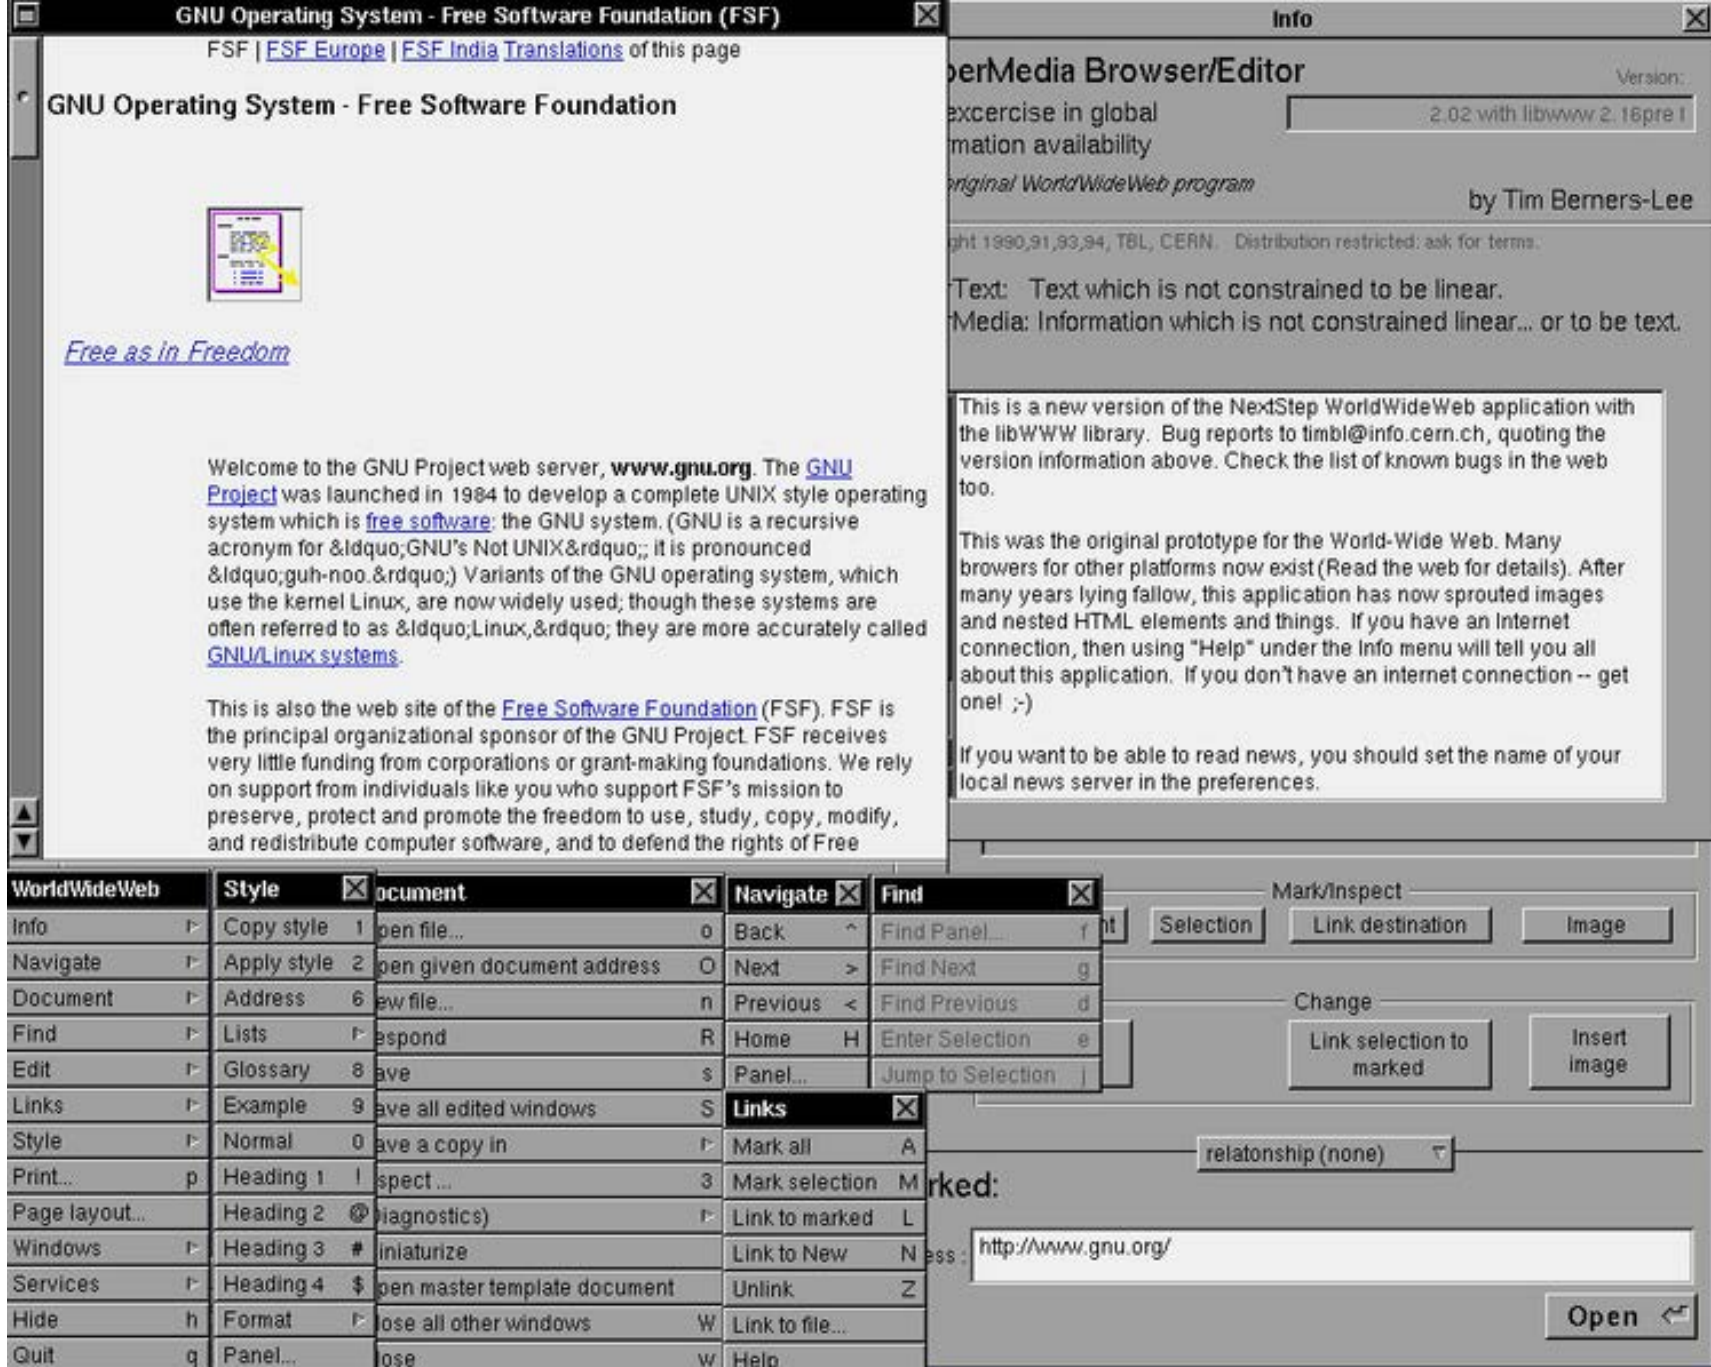 GNU Operating System - Free Software Foundation (FSF)
FSF | FSF Europe | FSF India Translations of this page
GNU Operating System - Free Software Foundation
Free as in Freedom
Welcome to the GNU Project web server, www.gnu.org. The GNU
Project was launched in 1984 to develop a complete UNIX style operating
system which is free software: the GNU system. (GNU is a recursive
acronym for &ldquo;GNU's Not UNIX&rdquo;; it is pronounced
&ldquo;guh-noo.&rdquo;) Variants of the GNU operating system, which
use the kernel Linux, are now widely used; though these systems are
often referred to as &ldquo;Linux,&rdquo; they are more accurately called
GNU/Linux systems.
This is also the web site of the Free Software Foundation (FSF). FSF is
the principal organizational sponsor of the GNU Project. FSF receives
very little funding from corporations or grant-making foundations. We rely
on support from individuals like you who support FSF's mission to
preserve, protect and promote the freedom to use, study, copy, modify,
and redistribute computer software, and to defend the rights of Free
Info
perMedia Browser/Editor
Version:
excercise in global
2.02 with libwww 2.16pre1
mation availability
original WorldWideWeb program
by Tim Berners-Lee
ght 1990,91,93,94, TBL, CERN. Distribution restricted: ask for terms.
rText: Text which is not constrained to be linear.
rMedia: Information which is not constrained linear... or to be text.
This is a new version of the NextStep WorldWideWeb application with
the libWWW library. Bug reports to timbl@info.cern.ch, quoting the
version information above. Check the list of known bugs in the web
too.
This was the original prototype for the World-Wide Web. Many
browers for other platforms now exist (Read the web for details). After
many years lying fallow, this application has now sprouted images
and nested HTML elements and things. If you have an Internet
connection, then using "Help" under the Info menu will tell you all
about this application. If you don't have an internet connection -- get
one! ;-)
If you want to be able to read news, you should set the name of your
local news server in the preferences.
WorldWideWeb
Info
Navigate
Document
Find
Edit
Links
Style
Print... p
Page layout...
Windows
Services
Hide h
Quit q
Style
Copy style 1
Apply style 2
Address 6
Lists
Glossary 8
Example 9
Normal 0
Heading 1 !
Heading 2 @
Heading 3 #
Heading 4 $
Format
Panel...
ocument
pen file... o
pen given document address O
ew file... n
espond R
ave s
ave all edited windows S
ave a copy in
spect ... 3
iagnostics)
iniaturize
pen master template document
lose all other windows W
lose w
Navigate
Back ^
Next >
Previous <
Home H
Panel...
Find
Find Panel... f
Find Next g
Find Previous d
Enter Selection e
Jump to Selection j
Links
Mark all A
Mark selection M
Link to marked L
Link to New N
Unlink Z
Link to file...
Help
Mark/Inspect
nt Selection Link destination Image
Change
Link selection to
marked
Insert
image
relatonship (none)
rked:
ess : http://www.gnu.org/
Open